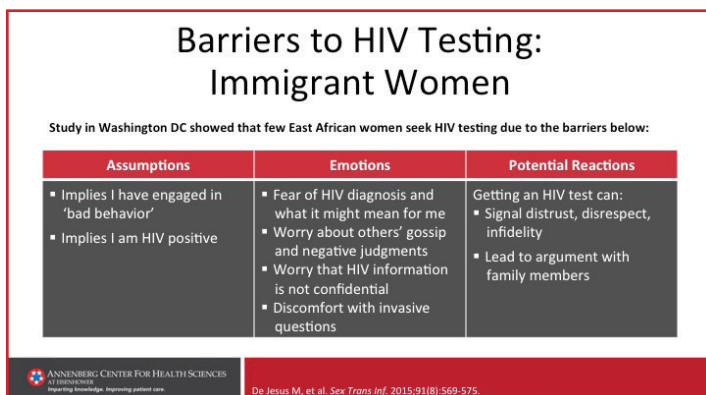 Barriers to HIV Testing:
Immigrant Women
Study in Washington DC showed that few East African women seek HIV testing due to the barriers below:
Assumptions
▪ Implies I have engaged in
‘bad behavior’
▪ Implies I am HIV positive
Emotions
▪ Fear of HIV diagnosis and
what it might mean for me
▪ Worry about others’ gossip
and negative judgments
▪ Worry that HIV information
is not confidential
▪ Discomfort with invasive
questions
Potential Reactions
Getting an HIV test can:
▪ Signal distrust, disrespect,
infidelity
▪ Lead to argument with
family members
ANNENBERG CENTER FOR HEALTH SCIENCES
AT EISENHOWER
Imparting knowledge. Improving patient care.
De Jesus M, et al. Sex Trans Inf. 2015;91(8):569-575.